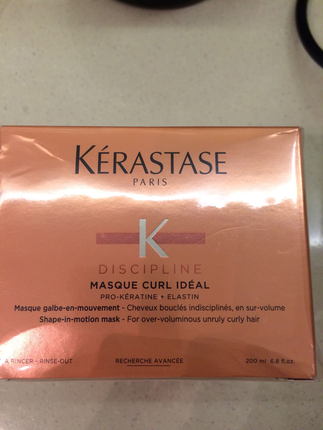 KÉRASTASE
PARIS
K
DISCIPLINE
MASQUE CURL IDÉAL
PRO-KÉRATINE + ELASTIN
Masque galbe-en-mouvement - Cheveux bouclés indisciplinés, en sur-volume
Shape-in-motion mask - For over-voluminous unruly curly hair
À RINCER - RINSE-OUT RECHERCHE AVANCÉE 200 ml 6.8 fl.oz.